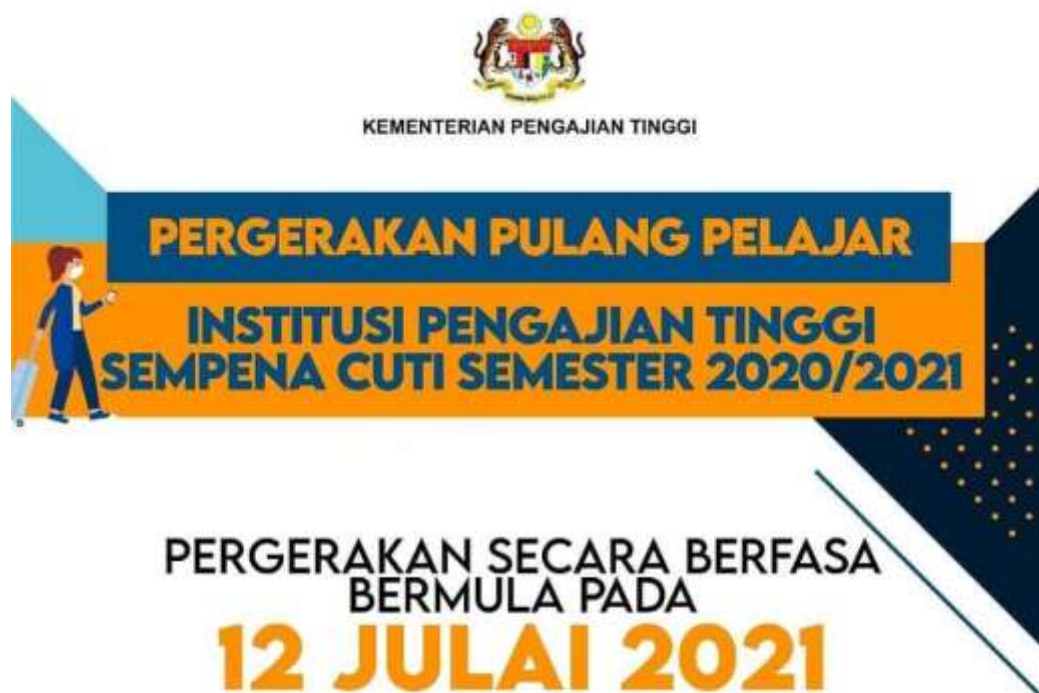 KEMENTERIAN PENGAJIAN TINGGI
PERGERAKAN PULANG PELAJAR
INSTITUSI PENGAJIAN TINGGI
SEMPENA CUTI SEMESTER 2020/2021
PERGERAKAN SECARA BERFASA
BERMULA PADA
12 JULAI 2021